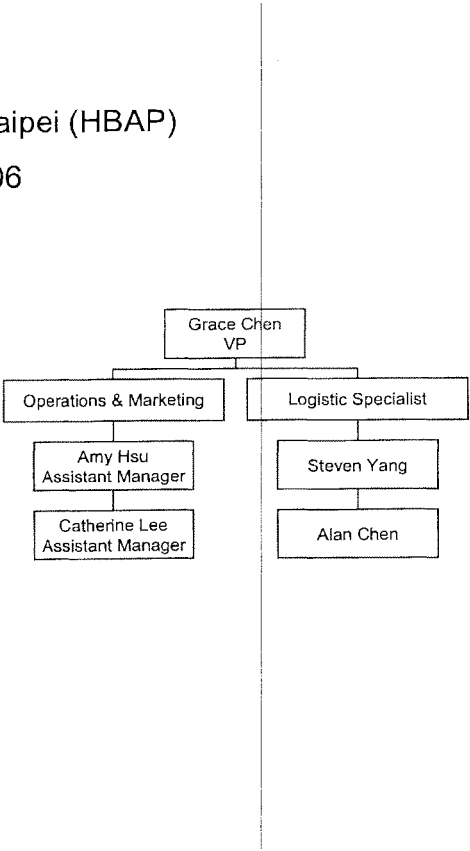 aipei (HBAP)
06
Grace Chen
VP
Operations & Marketing
Logistic Specialist
Amy Hsu
Assistant Manager
Steven Yang
Catherine Lee
Assistant Manager
Alan Chen